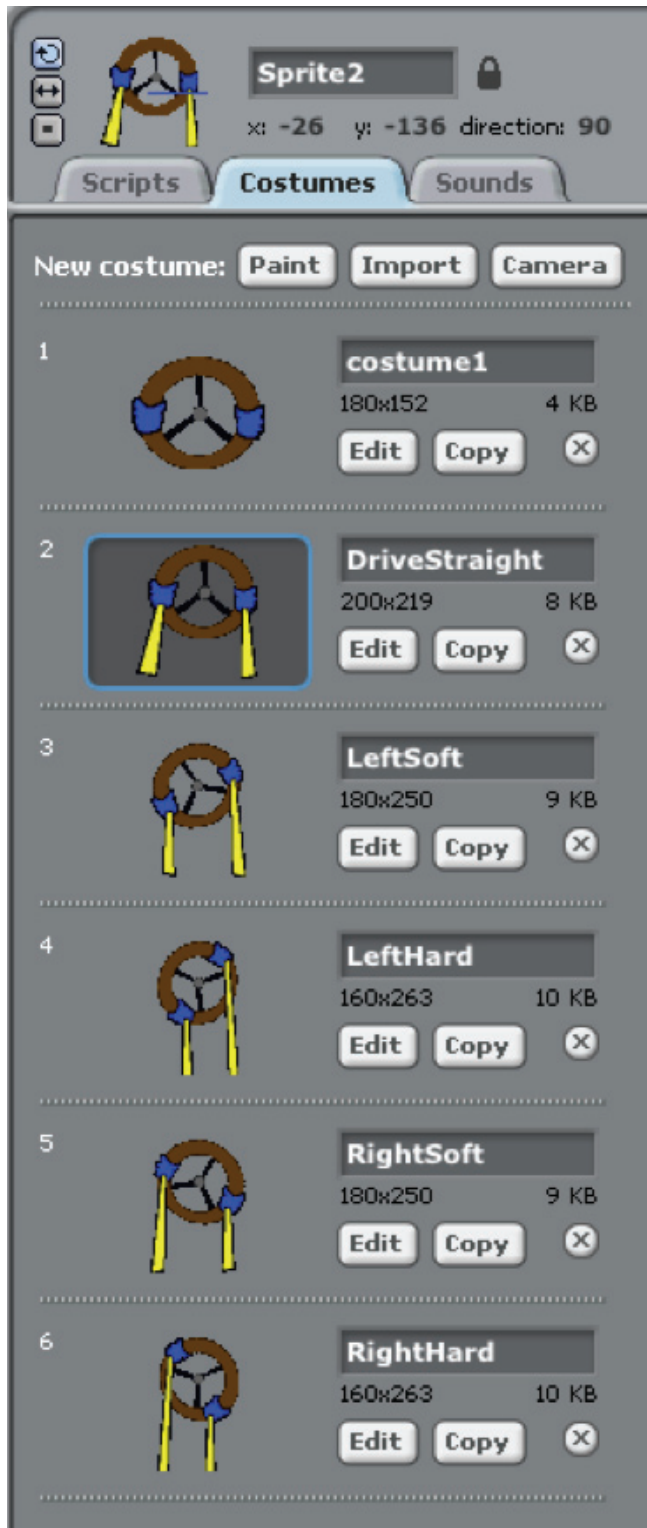 Sprite2
x: -26 y: -136 direction: 90
Scripts Costumes Sounds
New costume: Paint Import Camera
1
costume1
180x152 4 KB
Edit Copy
2
DriveStraight
200x219 8 KB
Edit Copy
3
LeftSoft
180x250 9 KB
Edit Copy
4
LeftHard
160x263 10 KB
Edit Copy
5
RightSoft
180x250 9 KB
Edit Copy
6
RightHard
160x263 10 KB
Edit Copy